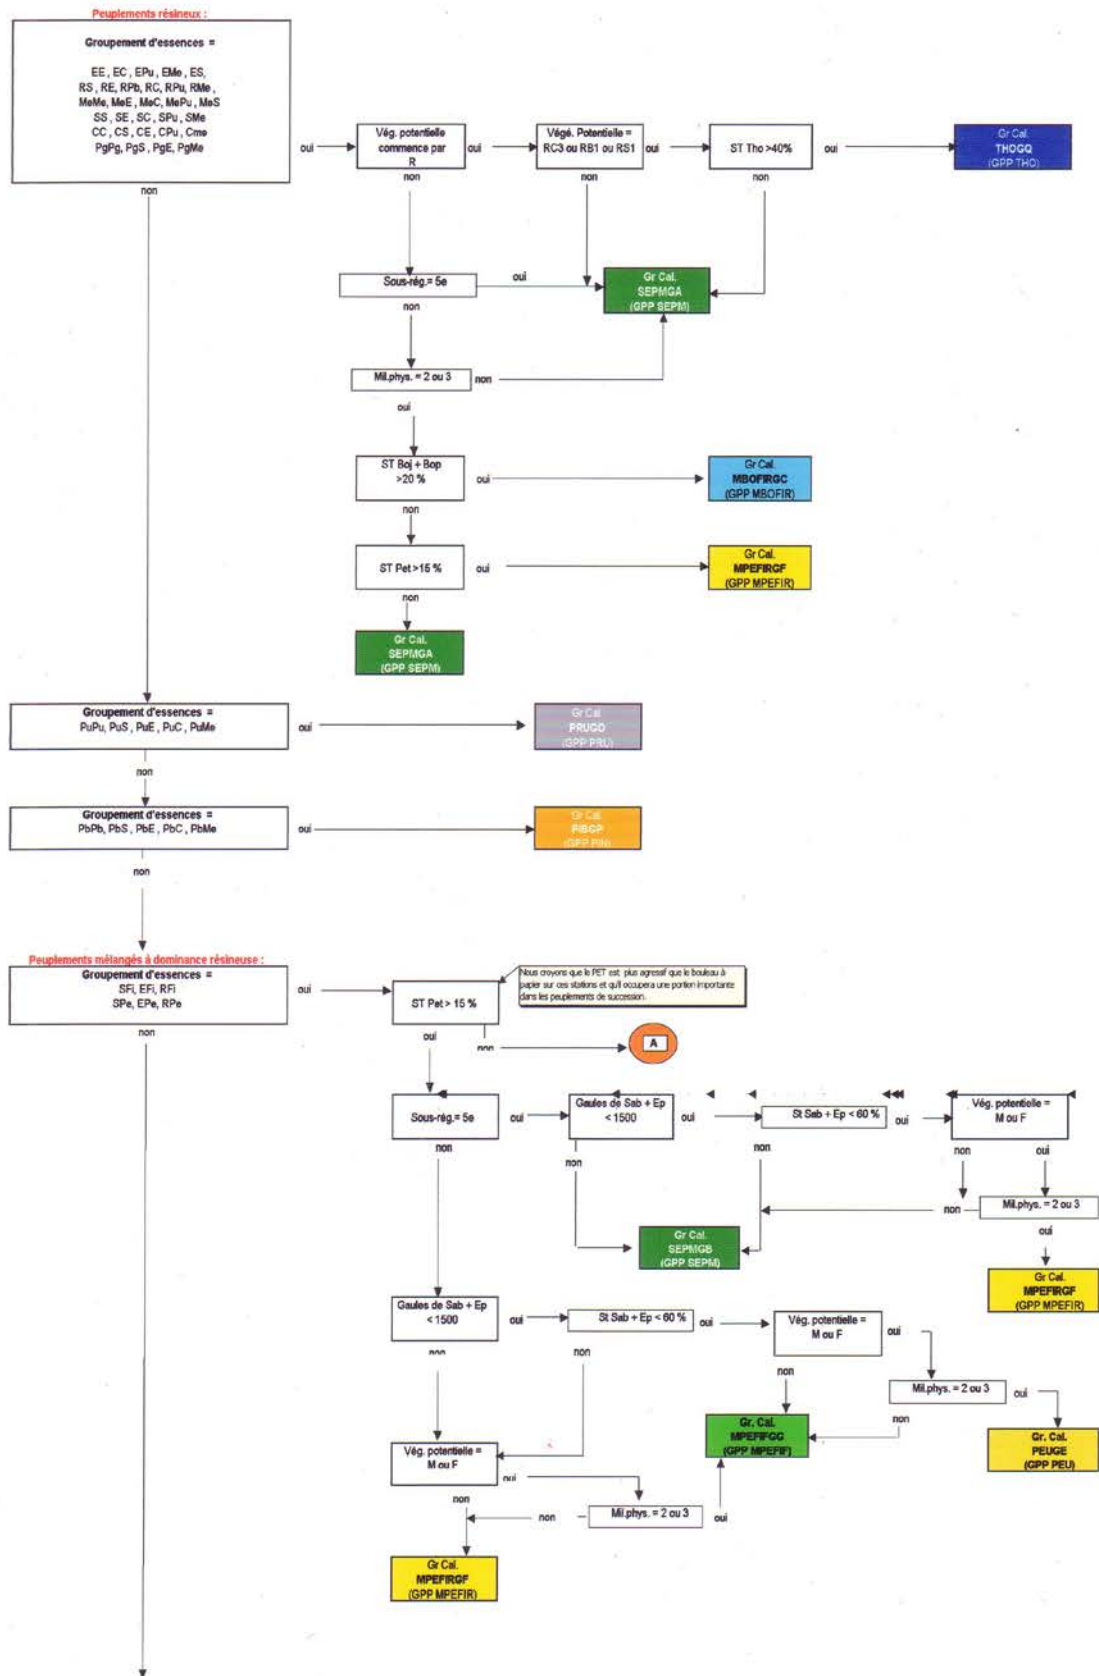 Peuplements résineux :
Groupement d'essences =
EE , EC , EPu , EMe , ES,
RS , RE, RPb, RC, RPu, RMe ,
MeMe, MeE , MeC, MePu , MeS
SS , SE , SC , SPu , SMe
CC , CS , CE , CPu , Cme
PgPg, PgS , PgE, PgMe
oui
Vég. potentielle
commence par
R
oui
Végé. Potentielle =
RC3 ou RB1 ou RS1
oui
ST Tho >40%
oui
Gr Cal.
THOGQ
(GPP THO)
non
non
non
non
Sous-rég.= 5e
oui
Gr Cal.
SEPMGA
(GPP SEPM)
non
Mil.phys. = 2 ou 3
non
oui
ST Boj + Bop
>20 %
oui
Gr Cal.
MBOFIRGC
(GPP MBOFIR)
non
ST Pet >15 %
oui
Gr Cal.
MPEFIRGF
(GPP MPEFIR)
non
Gr Cal.
SEPMGA
(GPP SEPM)
Groupement d'essences =
PuPu, PuS , PuE , PuC , PuMe
oui
Gr Cal.
PRUGO
(GPP PRU)
non
Groupement d'essences =
PbPb, PbS , PbE , PbC , PbMe
oui
Gr Cal.
PIBGP
(GPP PIN)
non
Peuplements mélangés à dominance résineuse :
Groupement d'essences =
SFi, EFi, RFi
SPe, EPe, RPe
oui
ST Pet > 15 %
Nous croyons que le PET est plus agressif que le bouleau à
papier sur ces stations et qu'il occupera une portion importante
dans les peuplements de succession.
non
oui
non
A
Sous-rég.= 5e
oui
Gaules de Sab + Ep
< 1500
oui
St Sab + Ep < 60 %
oui
Vég. potentielle =
M ou F
non
non
non
non
oui
Mil.phys. = 2 ou 3
non
oui
Gr Cal.
SEPMGB
(GPP SEPM)
Gr Cal.
MPEFIRGF
(GPP MPEFIR)
Gaules de Sab + Ep
< 1500
oui
St Sab + Ep < 60 %
oui
Vég. potentielle =
M ou F
oui
non
non
non
Mil.phys. = 2 ou 3
oui
non
Gr. Cal.
MPEFIFGG
(GPP MPEFIF)
Gr. Cal.
PEUGE
(GPP PEU)
Vég. potentielle =
M ou F
oui
non
Mil.phys. = 2 ou 3
non
oui
Gr Cal.
MPEFIRGF
(GPP MPEFIR)